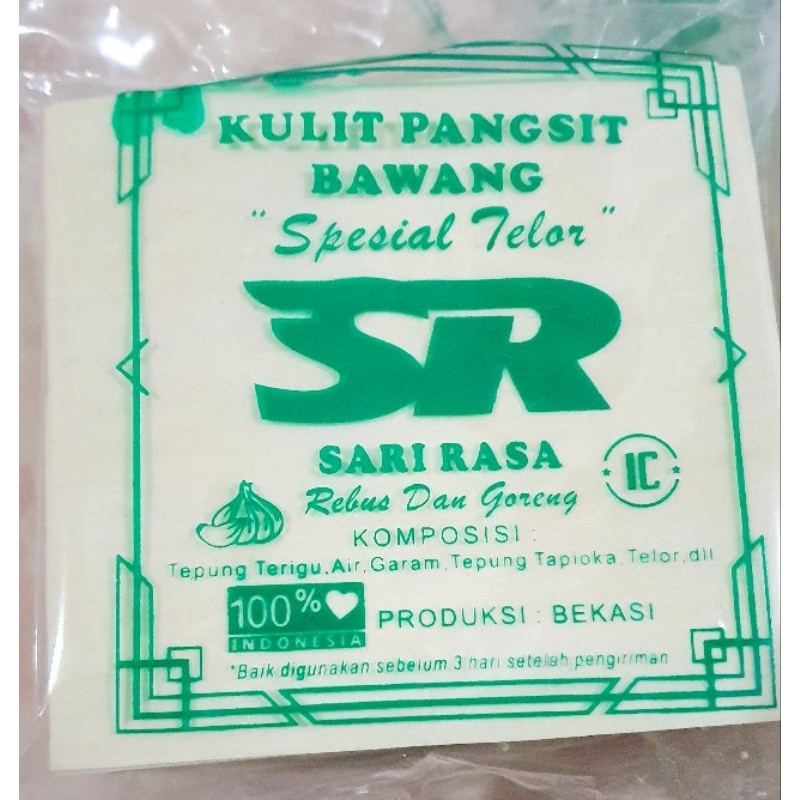 KULIT PANGSIT
BAWANG
"Spesial Telor"
SR
SARI RASA
IC
Rebus Dan Goreng
KOMPOSISI :
Tepung Terigu,Air,Garam,Tepung Tapioka,Telor,dll
100%
INDONESIA
PRODUKSI : BEKASI
*Baik digunakan sebelum 3 hari setelah pengiriman